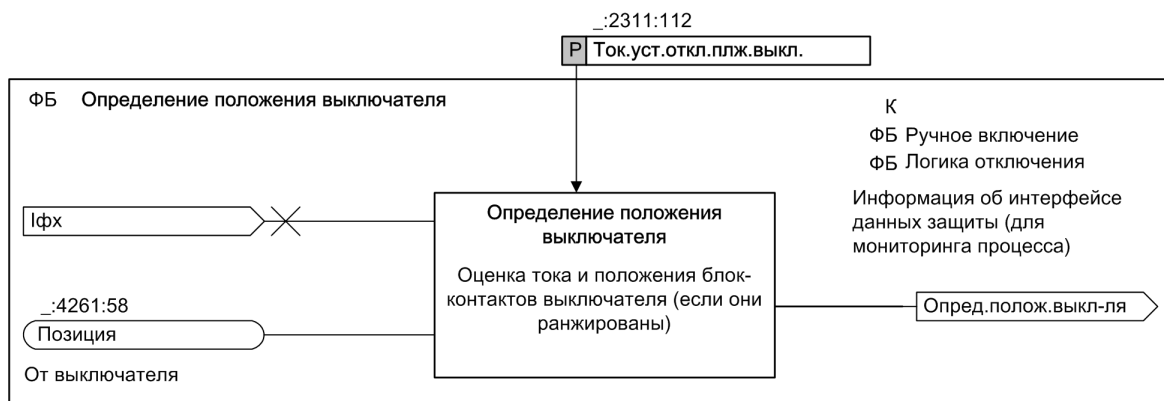 _:2311:112
P Ток.уст.откл.плж.выкл.
ФБ Определение положения выключателя
К
ФБ Ручное включение
ФБ Логика отключения
Информация об интерфейсе
данных защиты (для
мониторинга процесса)
Iфх
Определение положения
выключателя
Оценка тока и положения блок-
контактов выключателя (если они
ранжированы)
_:4261:58
Позиция
От выключателя
Опред.полож.выкл-ля